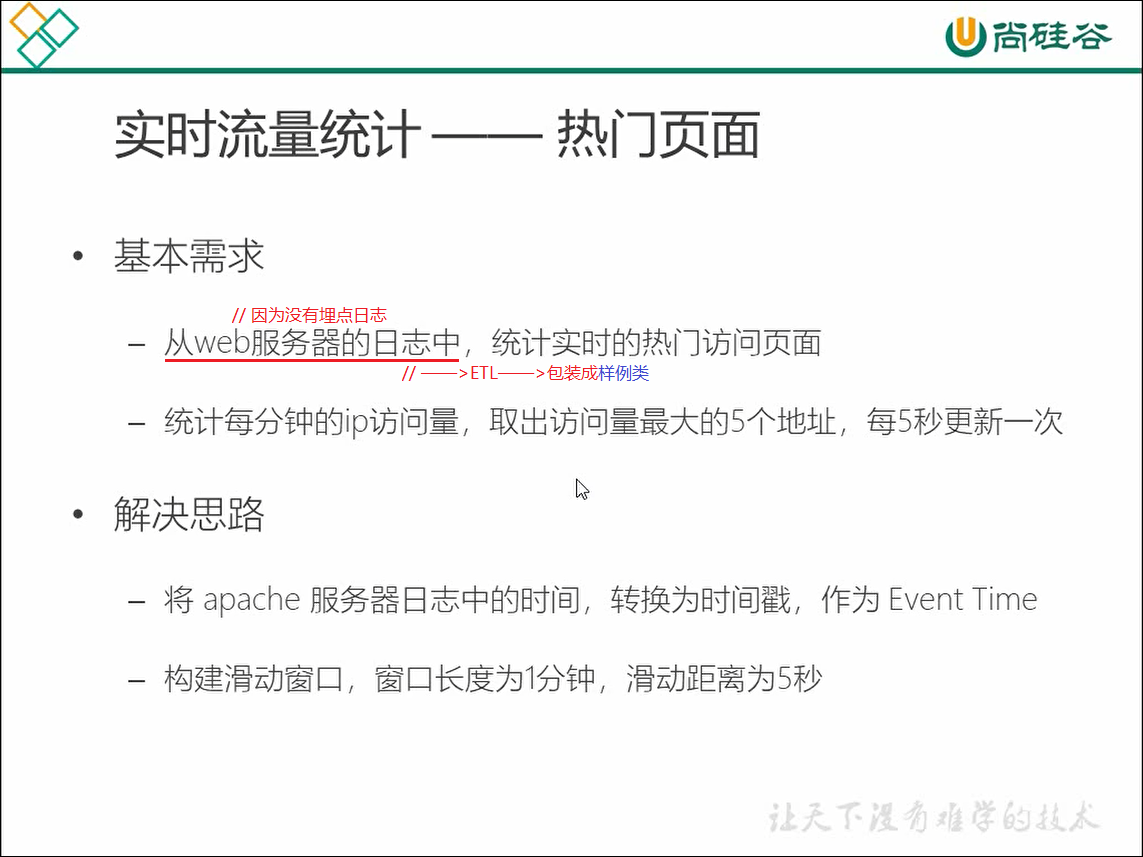 尚硅谷
实时流量统计 —— 热门页面
• 基本需求
// 因为没有埋点日志
– 从web服务器的日志中，统计实时的热门访问页面
// ——>ETL——>包装成样例类
– 统计每分钟的ip访问量，取出访问量最大的5个地址，每5秒更新一次
• 解决思路
– 将 apache 服务器日志中的时间，转换为时间戳，作为 Event Time
– 构建滑动窗口，窗口长度为1分钟，滑动距离为5秒
让天下没有难学的技术